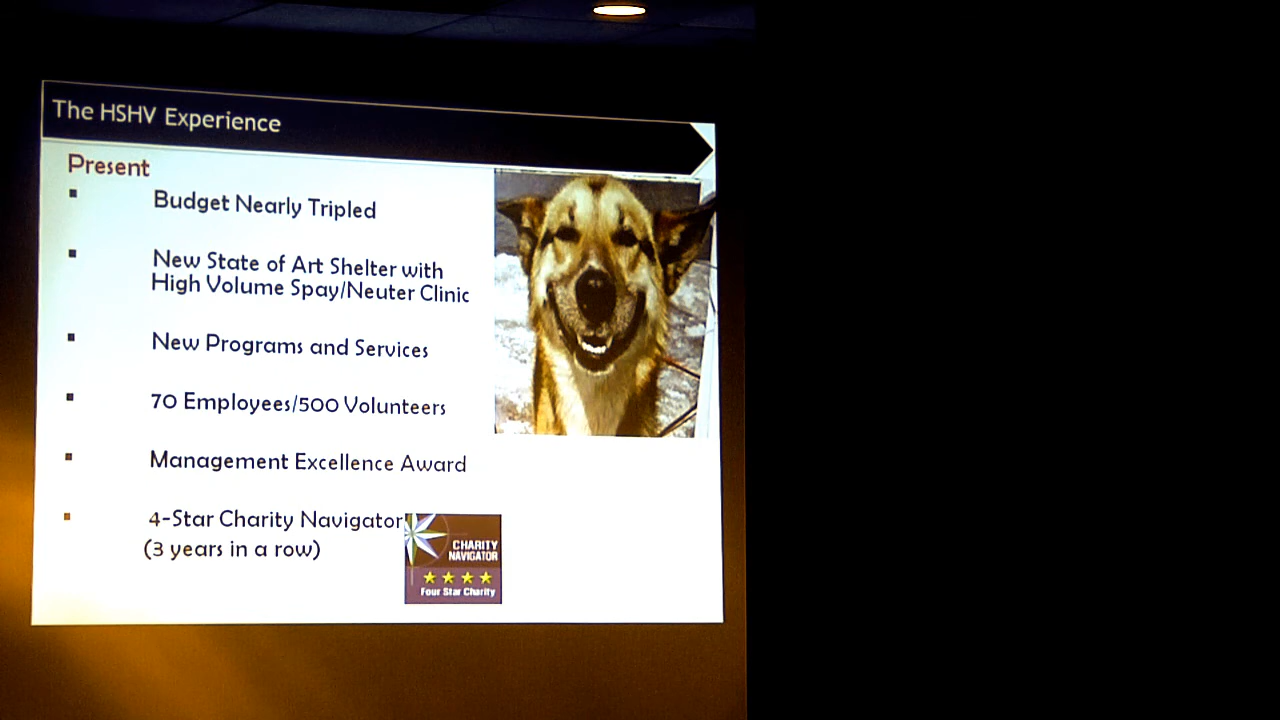 The HSHV Experience
Present
Budget Nearly Tripled
New State of Art Shelter with
High Volume Spay/Neuter Clinic
New Programs and Services
70 Employees/500 Volunteers
Management Excellence Award
4-Star Charity Navigator
(3 years in a row)
CHARITY
NAVIGATOR
Four Star Charity